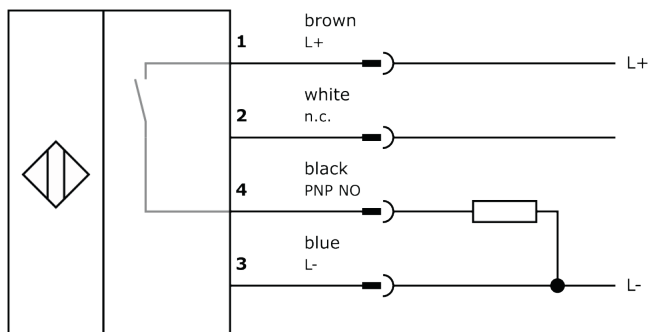 brown
1 L+ L+
white
2 n.c.
black
4 PNP NO
blue
3 L- L-